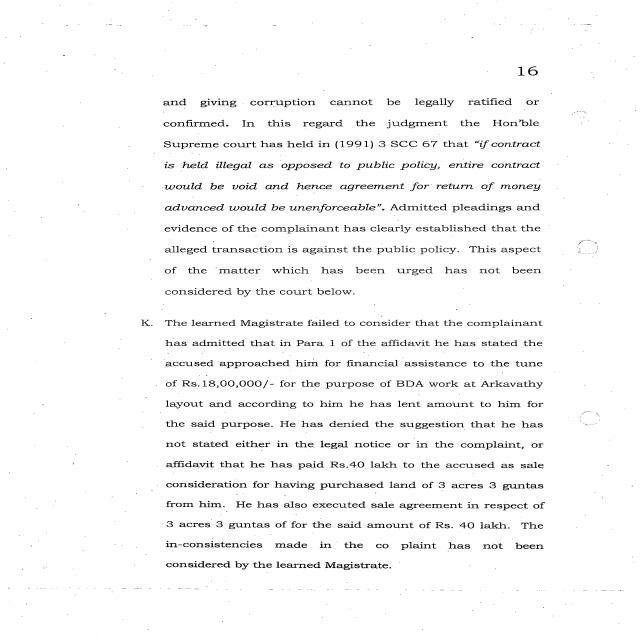 16
and giving corruption cannot be legally ratified or
confirmed. In this regard the judgment the Hon'ble
Supreme court has held in (1991) 3 SCC 67 that "if contract
is held illegal as opposed to public policy, entire contract
would be void and hence agreement for return of money
advanced would be unenforceable". Admitted pleadings and
evidence of the complainant has clearly established that the
alleged transaction is against the public policy. This aspect
of the matter which has been urged has not been
considered by the court below.
K. The learned Magistrate failed to consider that the complainant
has admitted that in Para 1 of the affidavit he has stated the
accused approached him for financial assistance to the tune
of Rs.18,00,000/- for the purpose of BDA work at Arkavathy
layout and according to him he has lent amount to him for
the said purpose. He has denied the suggestion that he has
not stated either in the legal notice or in the complaint, or
affidavit that he has paid Rs.40 lakh to the accused as sale
consideration for having purchased land of 3 acres 3 guntas
from him. He has also executed sale agreement in respect of
3 acres 3 guntas of for the said amount of Rs. 40 lakh. The
in-consistencies made in the co plaint has not been
considered by the learned Magistrate.